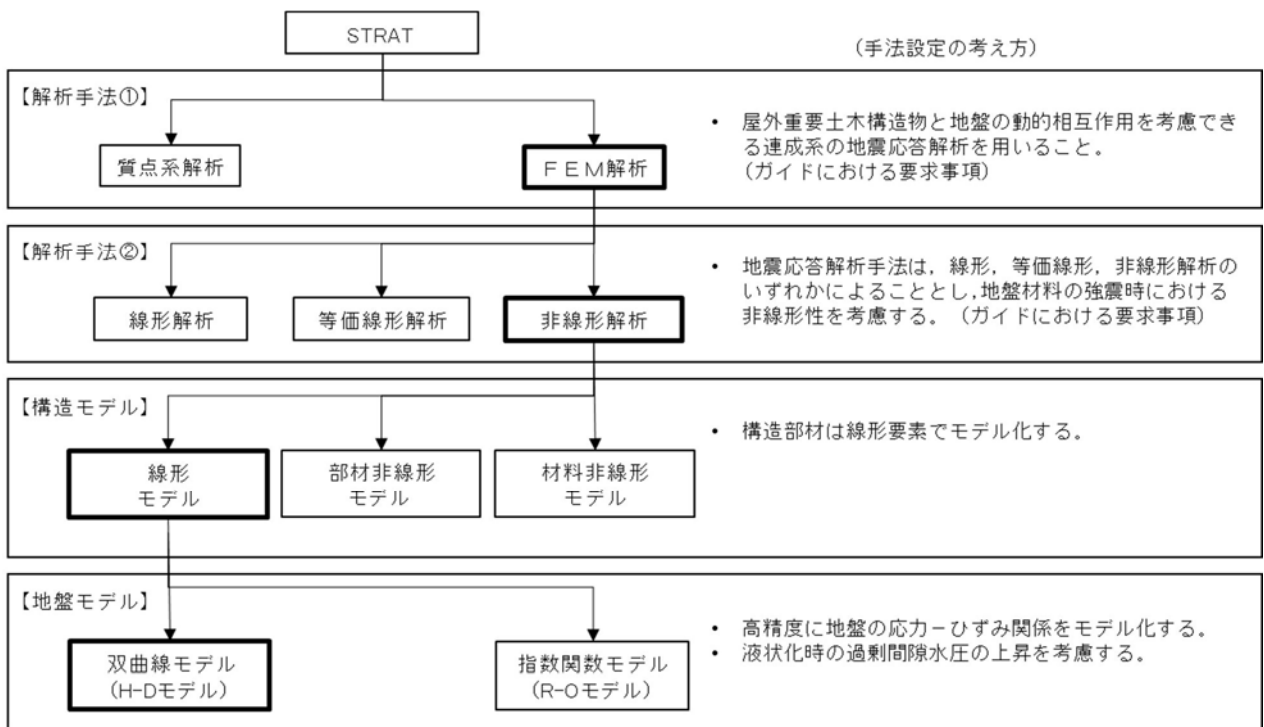 STRAT
(手法設定の考え方)
【解析手法①】
質点系解析
ＦＥＭ解析
• 屋外重要土木構造物と地盤の動的相互作用を考慮でき
る連成系の地震応答解析を用いること。
(ガイドにおける要求事項)
【解析手法②】
線形解析
等価線形解析
非線形解析
• 地震応答解析手法は，線形，等価線形，非線形解析の
いずれかによることとし，地盤材料の強震時における
非線形性を考慮する。（ガイドにおける要求事項）
【構造モデル】
線形
モデル
部材非線形
モデル
材料非線形
モデル
• 構造部材は線形要素でモデル化する。
【地盤モデル】
双曲線モデル
(H-Dモデル)
指数関数モデル
(R-Oモデル)
• 高精度に地盤の応力－ひずみ関係をモデル化する。
• 液状化時の過剰間隙水圧の上昇を考慮する。